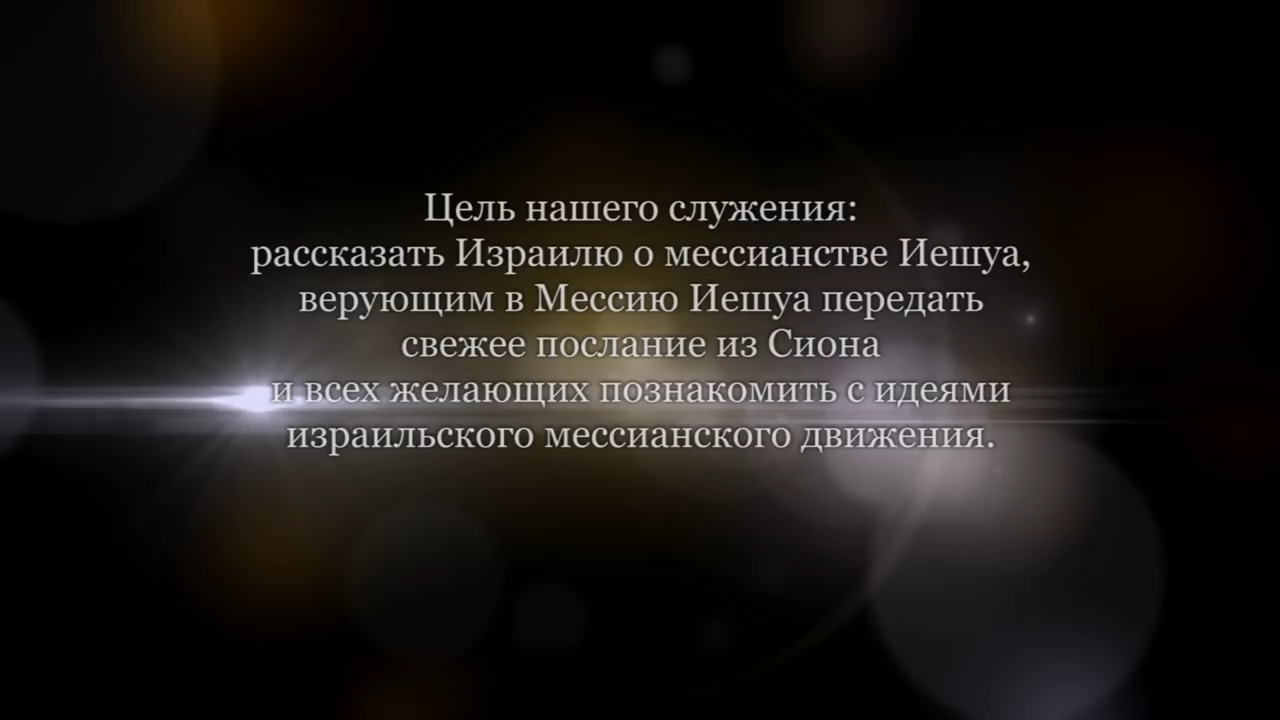 Цель нашего служения:
рассказать Израилю о мессианстве Иешуа,
верующим в Мессию Иешуа передать
свежее послание из Сиона
и всех желающих познакомить с идеями
израильского мессианского движения.